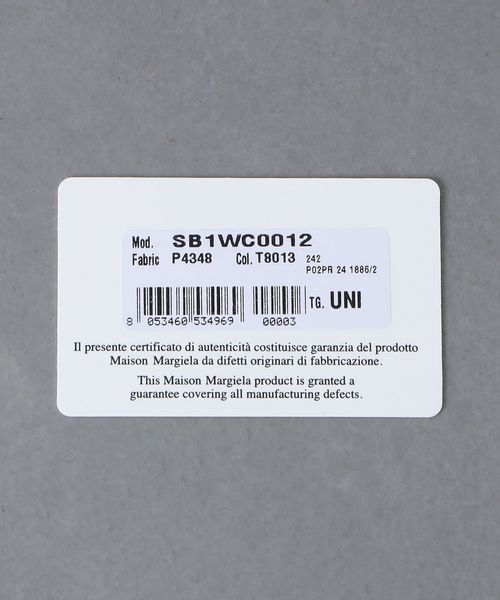 Mod. SB1WC0012
Fabric P4348 Col. T8013 242
P02PR 24 1886/2
TG. UNI
8 053460 534969 00003
Il presente certificato di autenticità costituisce garanzia del prodotto
Maison Margiela da difetti originari di fabbricazione.
This Maison Margiela product is granted a
guarantee covering all manufacturing defects.